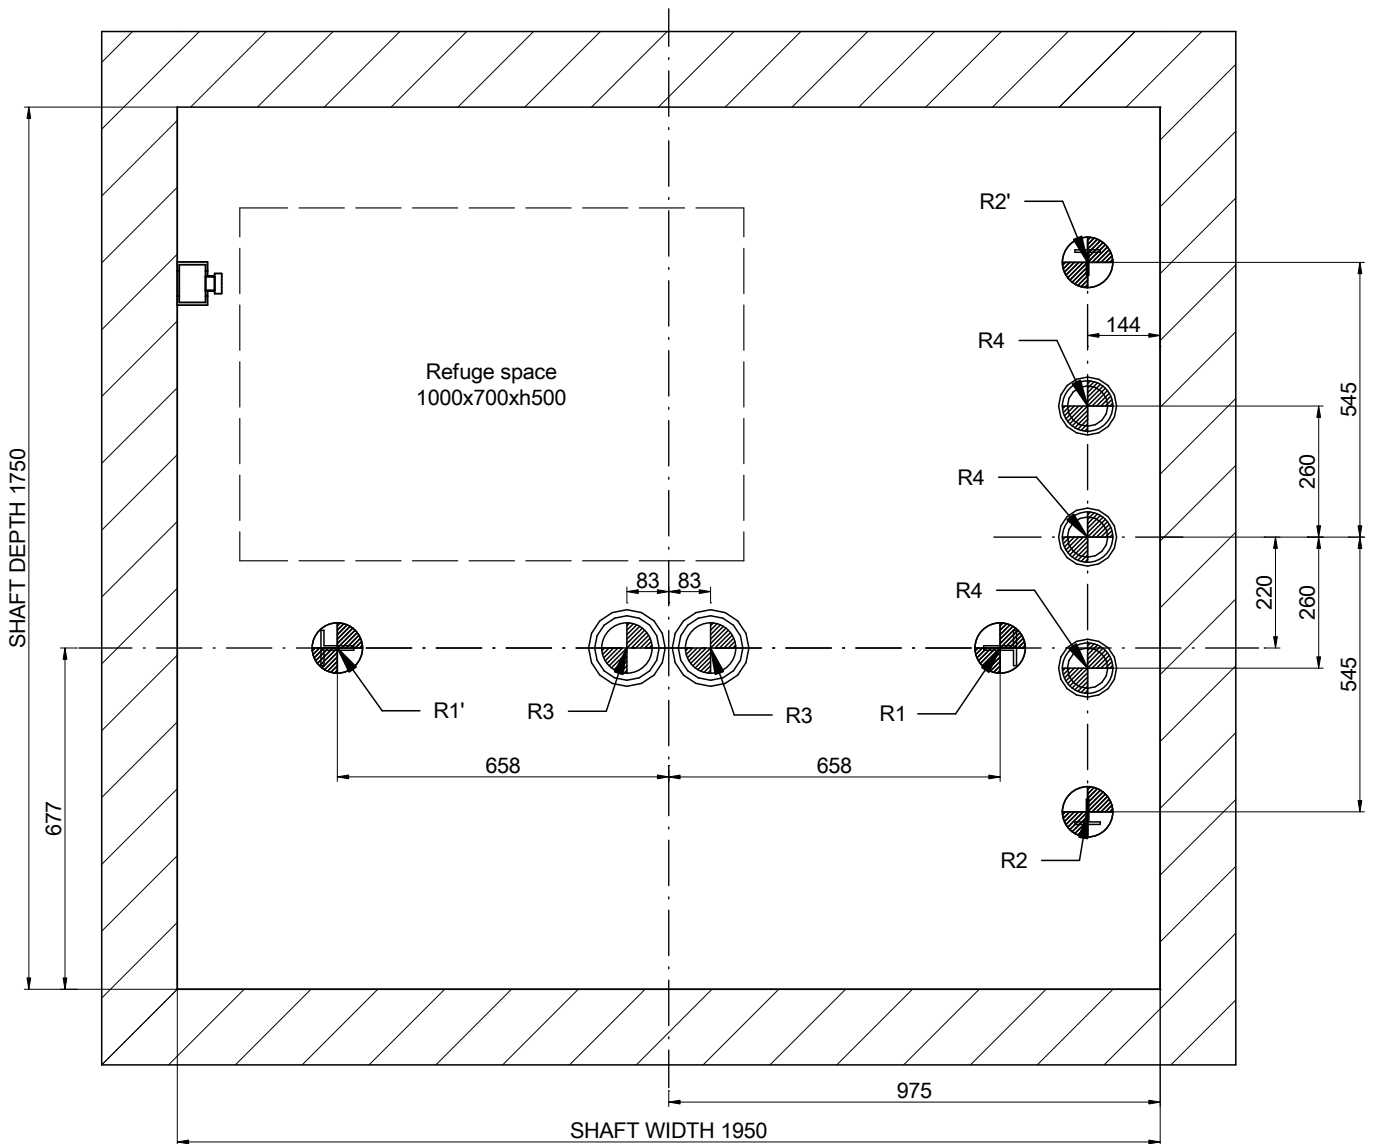 R2'
144
R4
545
Refuge space
1000x700xh500
260
R4
SHAFT DEPTH 1750
83
83
R4
220
260
545
R1'
R3
R3
R1
658
658
677
R2
975
SHAFT WIDTH 1950